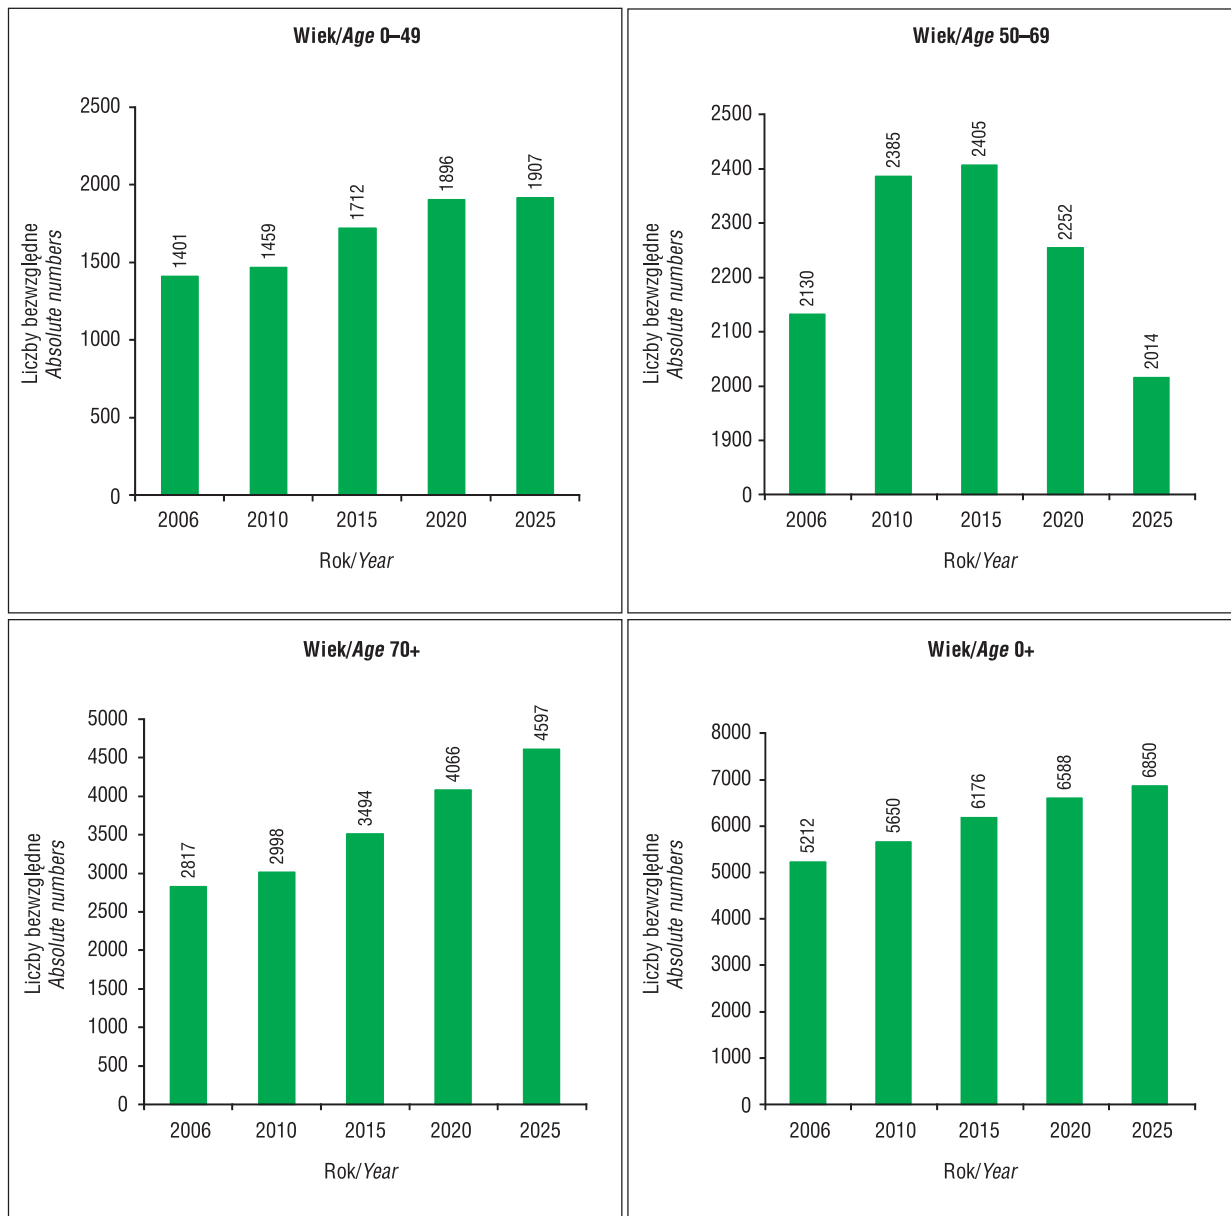 Wiek/Age 0–49
2500
2000
1500
1000
500
0
1401
1459
1712
1896
1907
Liczby bezwzględne
Absolute numbers
2006 2010 2015 2020 2025
Rok/Year
Wiek/Age 50–69
2500
2400
2300
2200
2100
2000
1900
0
2130
2385
2405
2252
2014
Liczby bezwzględne
Absolute numbers
2006 2010 2015 2020 2025
Rok/Year
Wiek/Age 70+
5000
4500
4000
3500
3000
2500
2000
1500
1000
500
0
2817
2998
3494
4066
4597
Liczby bezwzględne
Absolute numbers
2006 2010 2015 2020 2025
Rok/Year
Wiek/Age 0+
8000
7000
6000
5000
4000
3000
2000
1000
0
5212
5650
6176
6588
6850
Liczby bezwzględne
Absolute numbers
2006 2010 2015 2020 2025
Rok/Year